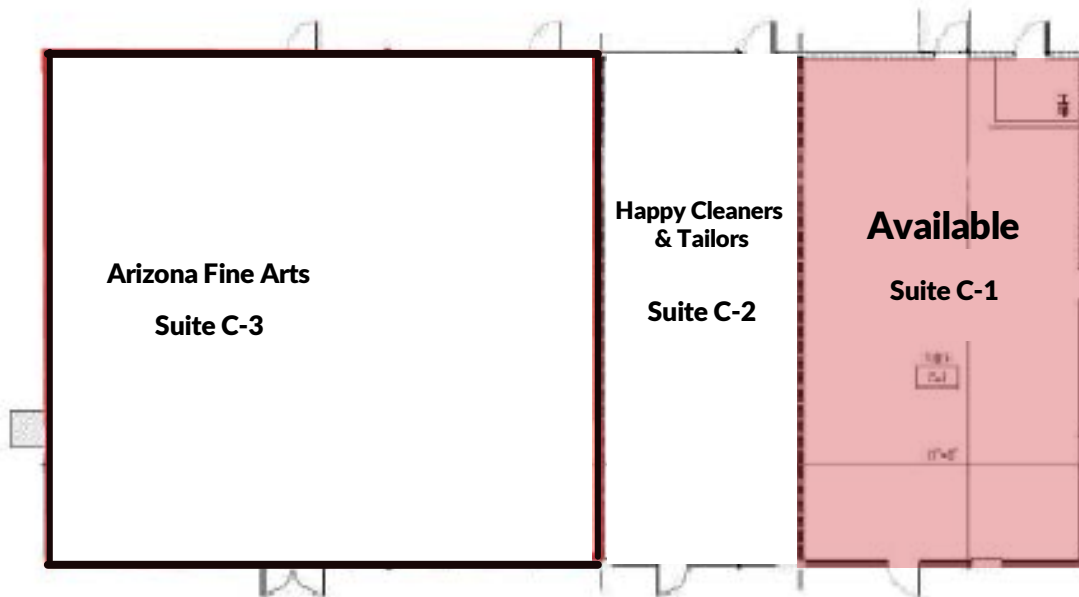 Arizona Fine Arts
Suite C-3
Happy Cleaners
& Tailors
Suite C-2
Available
Suite C-1